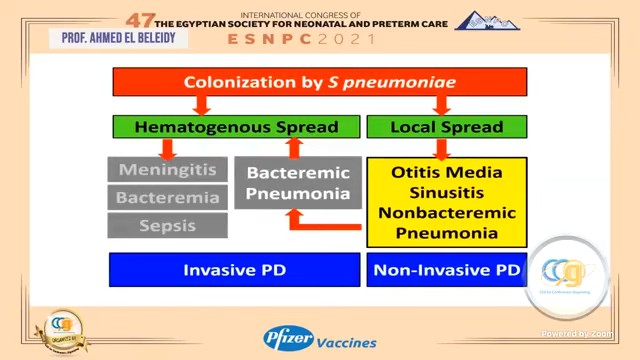 INTERNATIONAL CONGRESS OF
47 THE EGYPTIAN SOCIETY FOR NEONATAL AND PRETERM CARE
PROF. AHMED EL BELEIDY
ESNPC 2021
Colonization by S pneumoniae
Hematogenous Spread
Local Spread
Meningitis
Bacteremia
Sepsis
Bacteremic
Pneumonia
Otitis Media
Sinusitis
Nonbacteremic
Pneumonia
Invasive PD
Non-Invasive PD
Powered by Zoom
ORGANIZED BY
Pfizer Vaccines